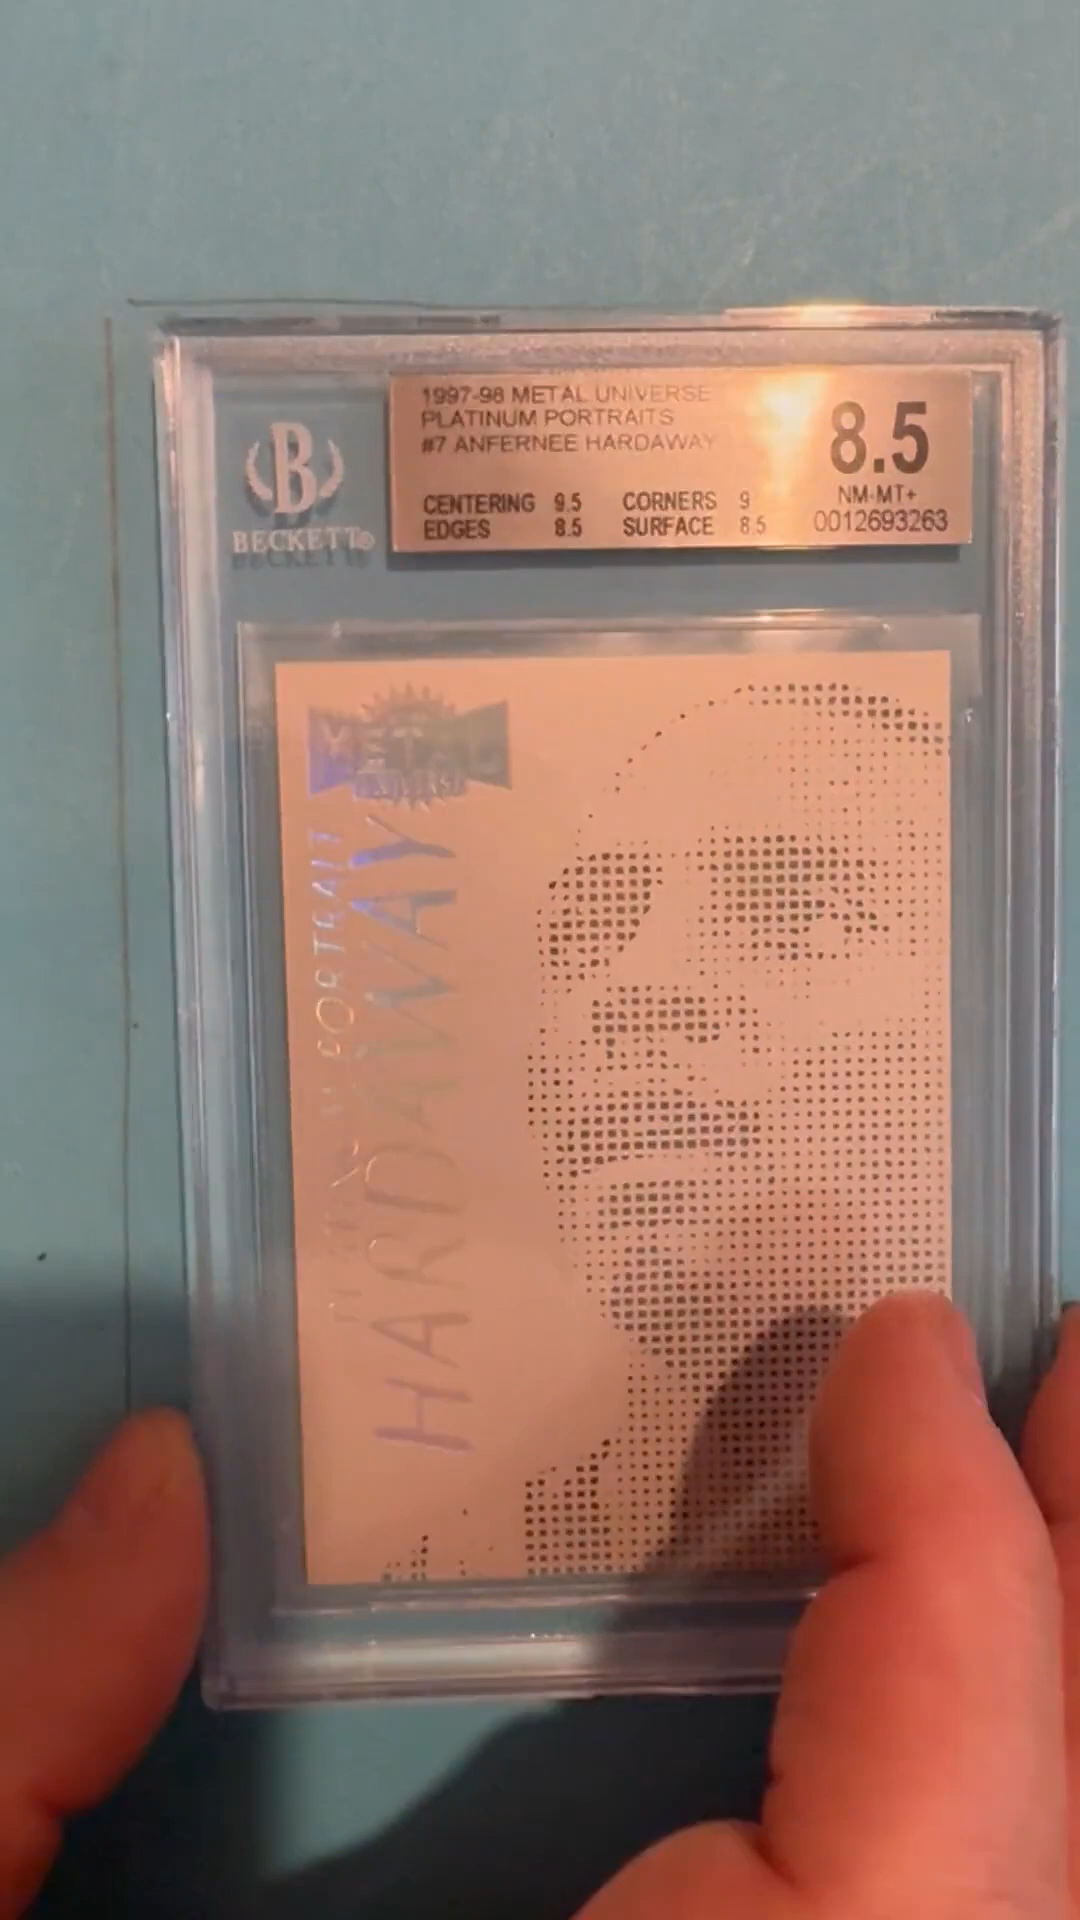 1997-98 METAL UNIVERSE
PLATINUM PORTRAITS
#7 ANFERNEE HARDAWAY
8.5
NM-MT+
0012693263
CENTERING 9.5 CORNERS 9
EDGES 8.5 SURFACE 8.5
B
BECKETT®
METAL
UNIVERSE
PORTRAIT
HARDAWAY